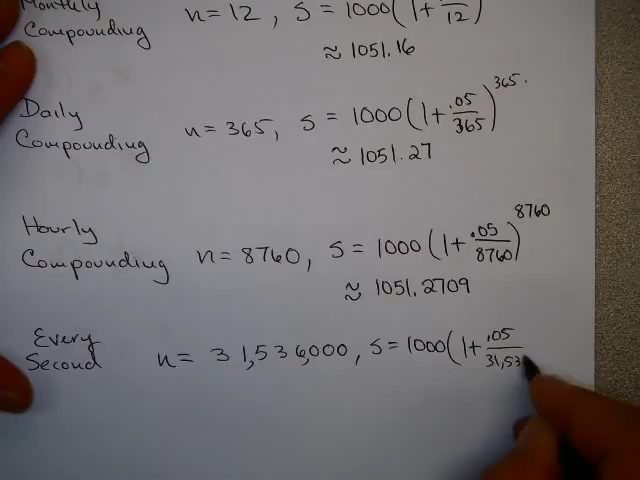 Monthly
Compounding n = 12, S = 1000(1 + /12)
≈ 1051.16
Daily
Compounding n = 365, S = 1000(1 + .05/365)^365.
≈ 1051.27
Hourly
Compounding n = 8760, S = 1000(1 + .05/8760)^8760
≈ 1051.2709
Every
Second n = 31,536,000, S = 1000(1 + .05/31,53